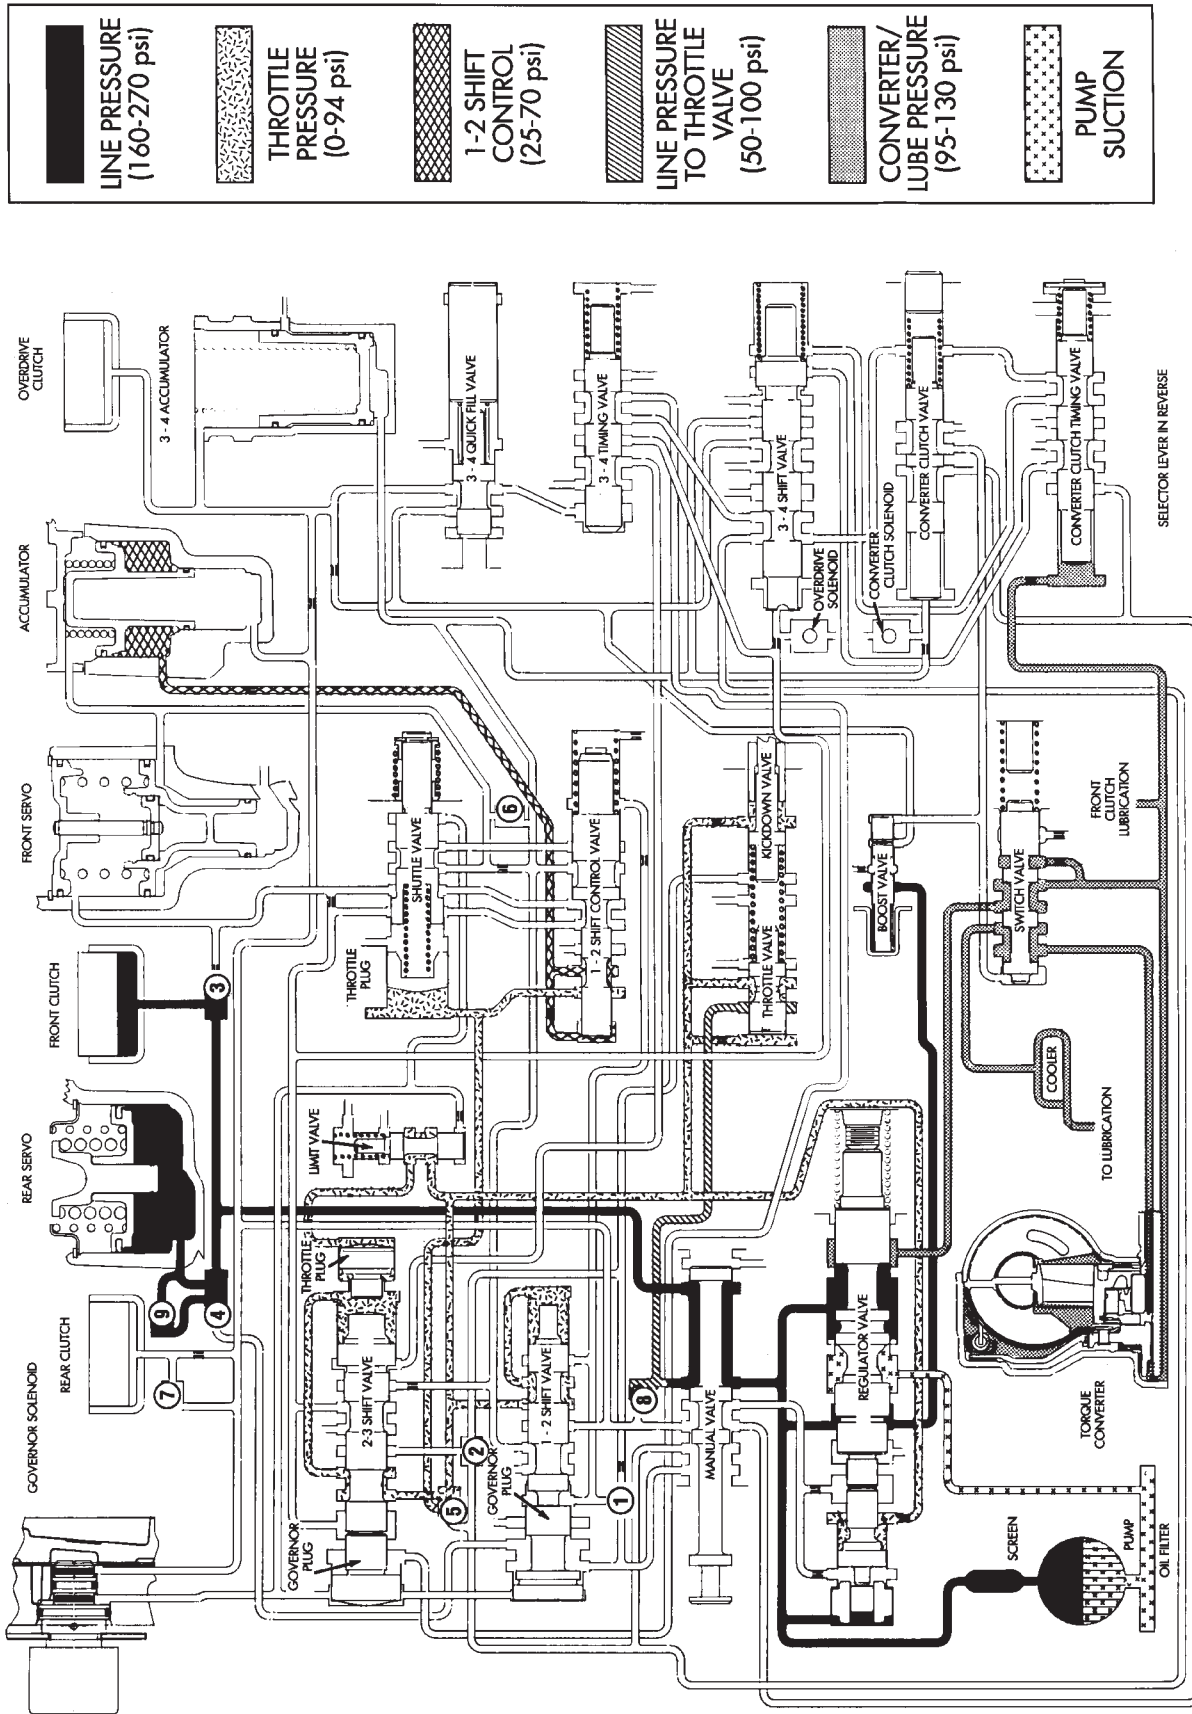 LINE PRESSURE
(160-270 psi)
THROTTLE
PRESSURE
(0-94 psi)
1-2 SHIFT
CONTROL
(25-70 psi)
LINE PRESSURE
TO THROTTLE
VALVE
(50-100 psi)
CONVERTER/
LUBE PRESSURE
(95-130 psi)
PUMP
SUCTION
GOVERNOR SOLENOID
REAR CLUTCH
REAR SERVO
FRONT CLUTCH
FRONT SERVO
ACCUMULATOR
OVERDRIVE
CLUTCH
3 - 4 ACCUMULATOR
7
9
4
3
GOVERNOR
PLUG
2-3 SHIFT VALVE
THROTTLE
PLUG
LIMIT VALVE
THROTTLE
PLUG
SHUTTLE VALVE
3 - 4 QUICK FILL VALVE
5
2
6
GOVERNOR
PLUG
1 - 2 SHIFT VALVE
1 - 2 SHIFT CONTROL VALVE
3 - 4 TIMING VALVE
1
8
MANUAL VALVE
THROTTLE VALVE
KICKDOWN VALVE
3 - 4 SHIFT VALVE
OVERDRIVE
SOLENOID
REGULATOR VALVE
BOOST VALVE
CONVERTER
CLUTCH SOLENOID
CONVERTER CLUTCH VALVE
SCREEN
SWITCH VALVE
COOLER
FRONT
CLUTCH
LUBRICATION
CONVERTER CLUTCH TIMING VALVE
PUMP
OIL FILTER
TORQUE
CONVERTER
TO LUBRICATION
SELECTOR LEVER IN REVERSE